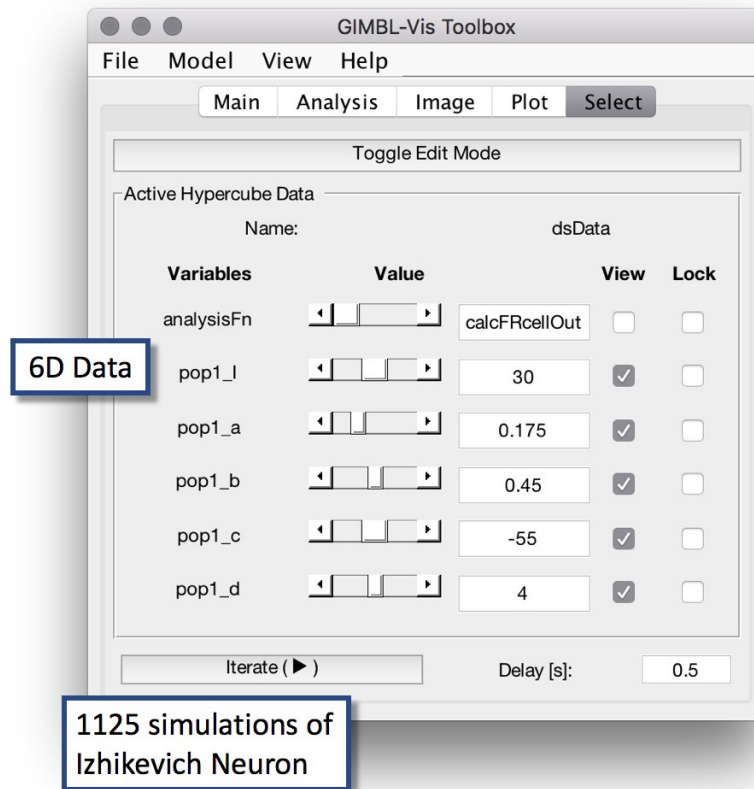 GIMBL-Vis Toolbox
File Model View Help
Main Analysis Image Plot Select
Toggle Edit Mode
Active Hypercube Data
Name: dsData
Variables Value View Lock
analysisFn calcFRcellOut
6D Data
pop1_I 30
pop1_a 0.175
pop1_b 0.45
pop1_c -55
pop1_d 4
Iterate ( ▶ ) Delay [s]: 0.5
1125 simulations of
Izhikevich Neuron